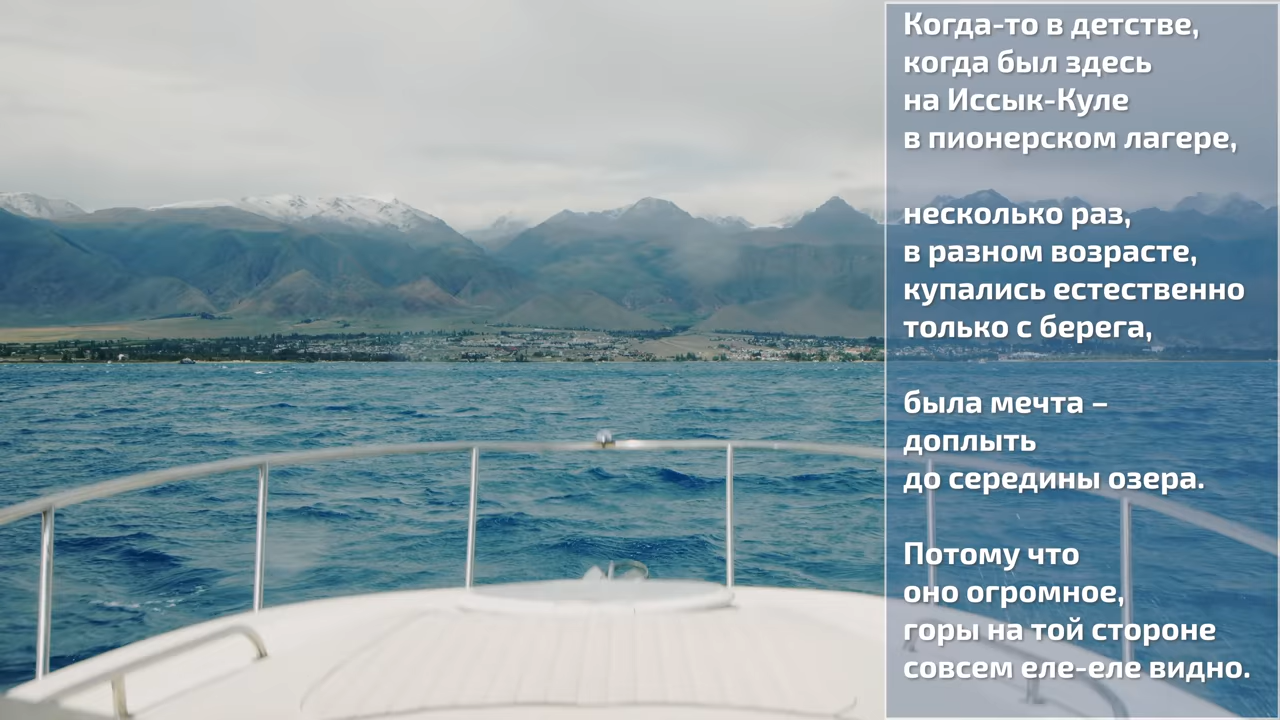 Когда-то в детстве,
когда был здесь
на Иссык-Куле
в пионерском лагере,
несколько раз,
в разном возрасте,
купались естественно
только с берега,
была мечта –
доплыть
до середины озера.
Потому что
оно огромное,
горы на той стороне
совсем еле-еле видно.